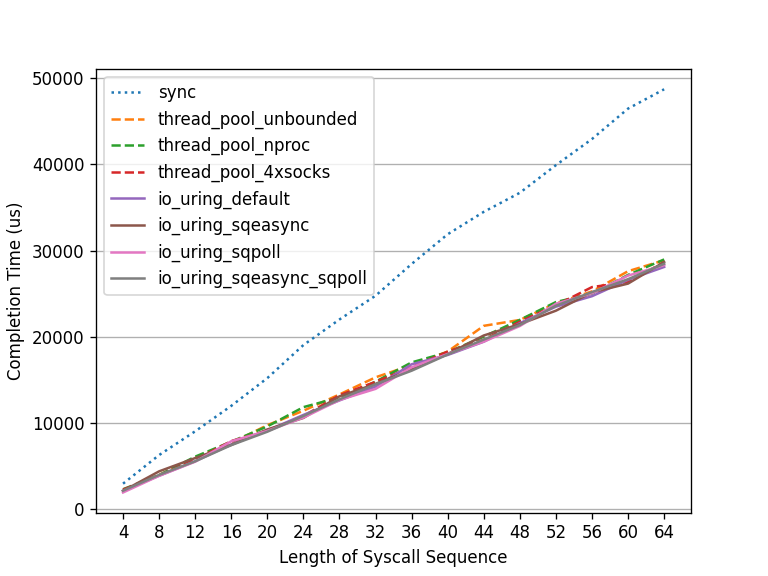 50000
40000
30000
20000
10000
0
Completion Time (us)
sync
thread_pool_unbounded
thread_pool_nproc
thread_pool_4xsocks
io_uring_default
io_uring_sqeasync
io_uring_sqpoll
io_uring_sqeasync_sqpoll
4 8 12 16 20 24 28 32 36 40 44 48 52 56 60 64
Length of Syscall Sequence